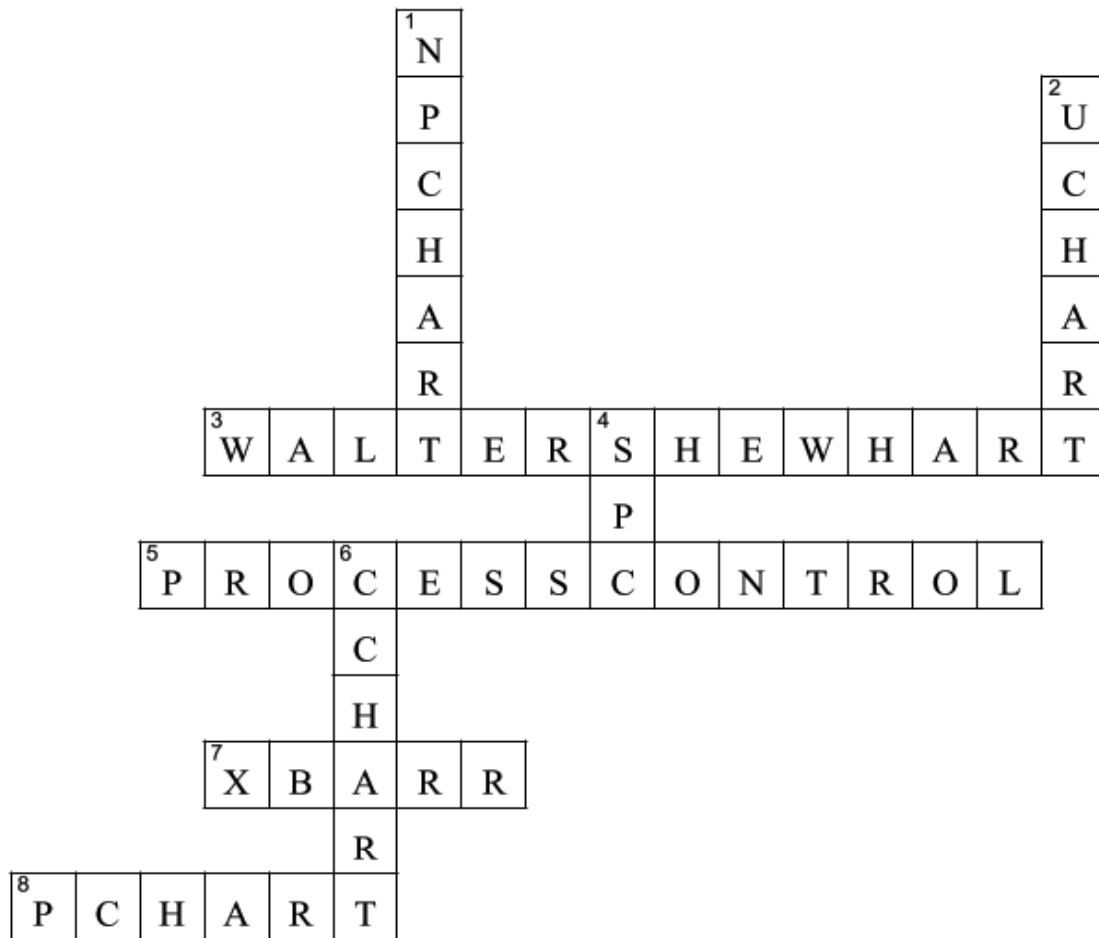 1
N
P
2
U
C
C
H
H
A
A
R
R
3
W A L T E R 4 S H E W H A R T
P
5
P R O 6 C E S S C O N T R O L
C
H
7
X B A R R
R
8
P C H A R T